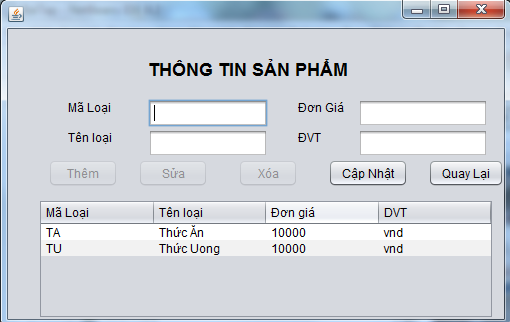 THÔNG TIN SẢN PHẨM
Mã Loại Đơn Giá
Tên loại ĐVT
Thêm Sửa Xóa Cập Nhật Quay Lại
Mã Loại Tên loại Đơn giá DVT
TA Thức Ăn 10000 vnd
TU Thức Uong 10000 vnd